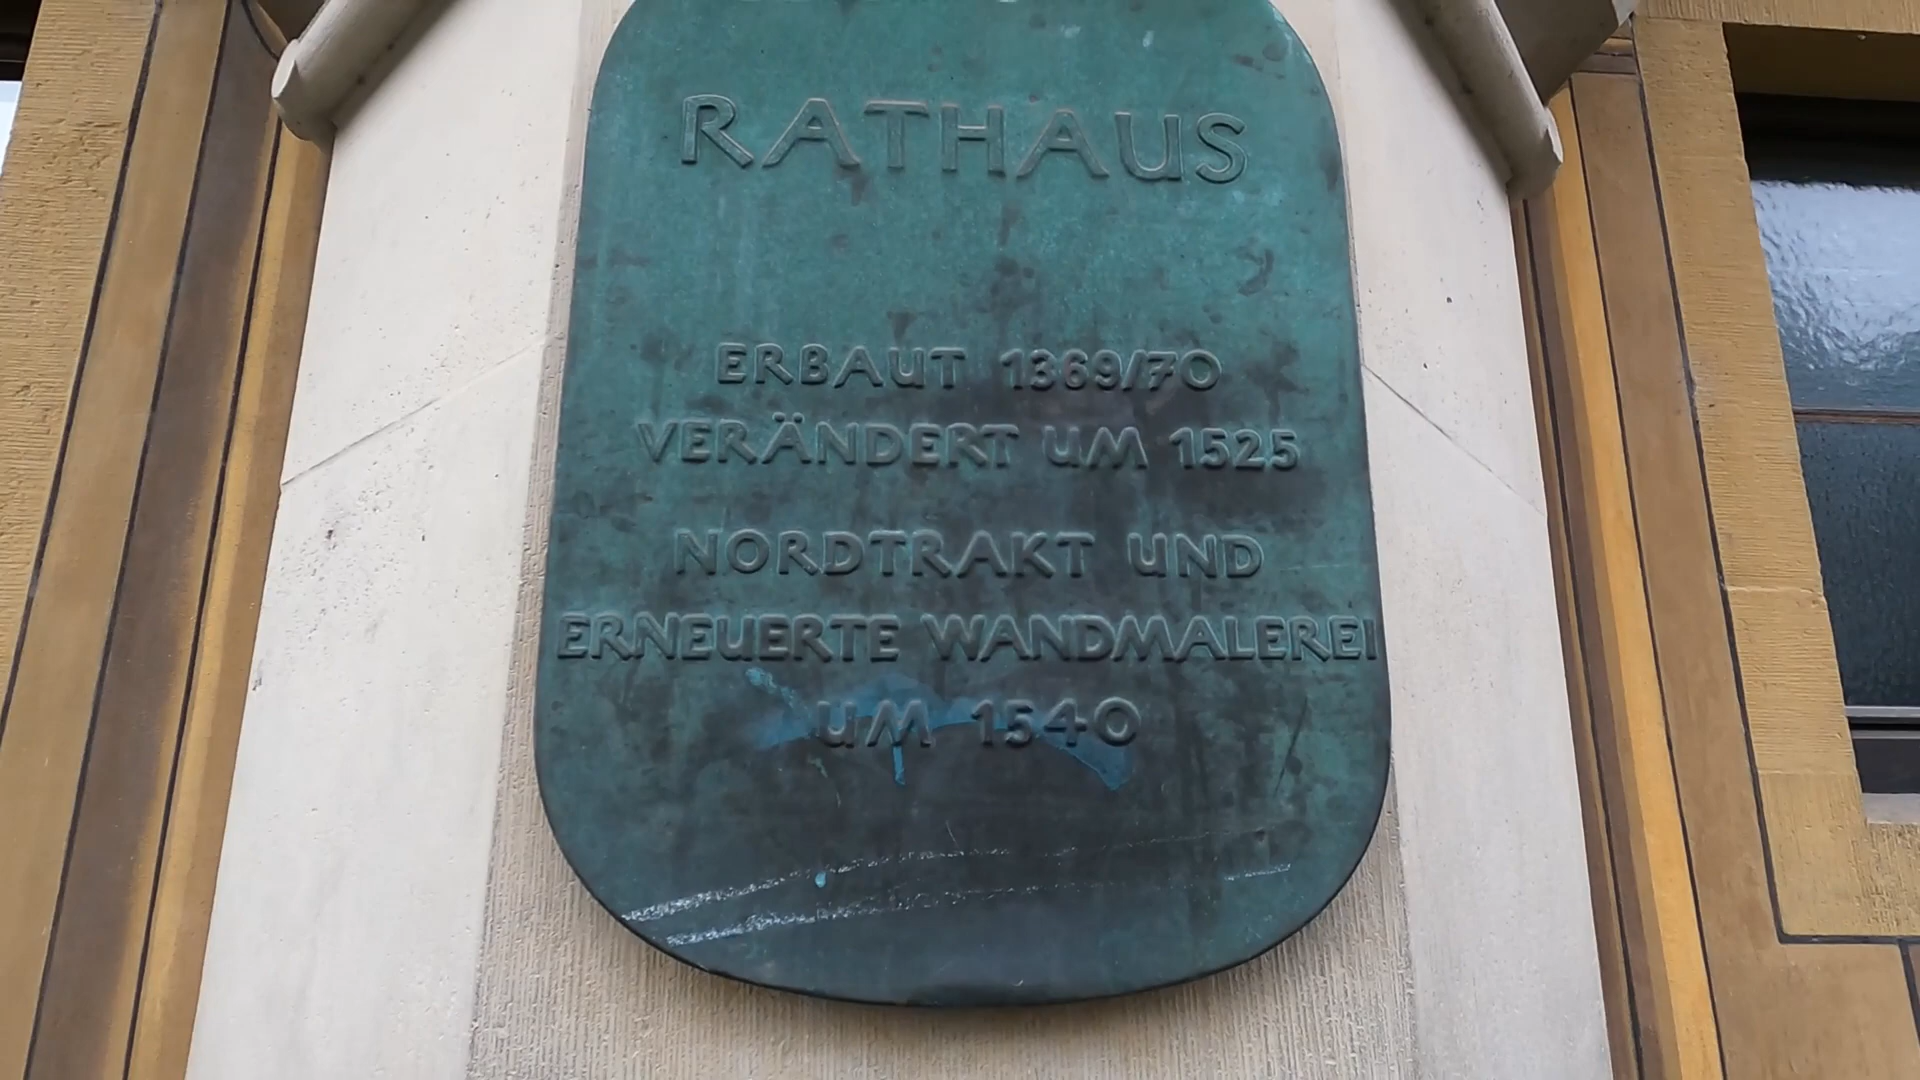 RATHAUS
ERBAUT 1369/70
VERÄNDERT UM 1525
NORDTRAKT UND
ERNEUERTE WANDMALEREI
UM 1540